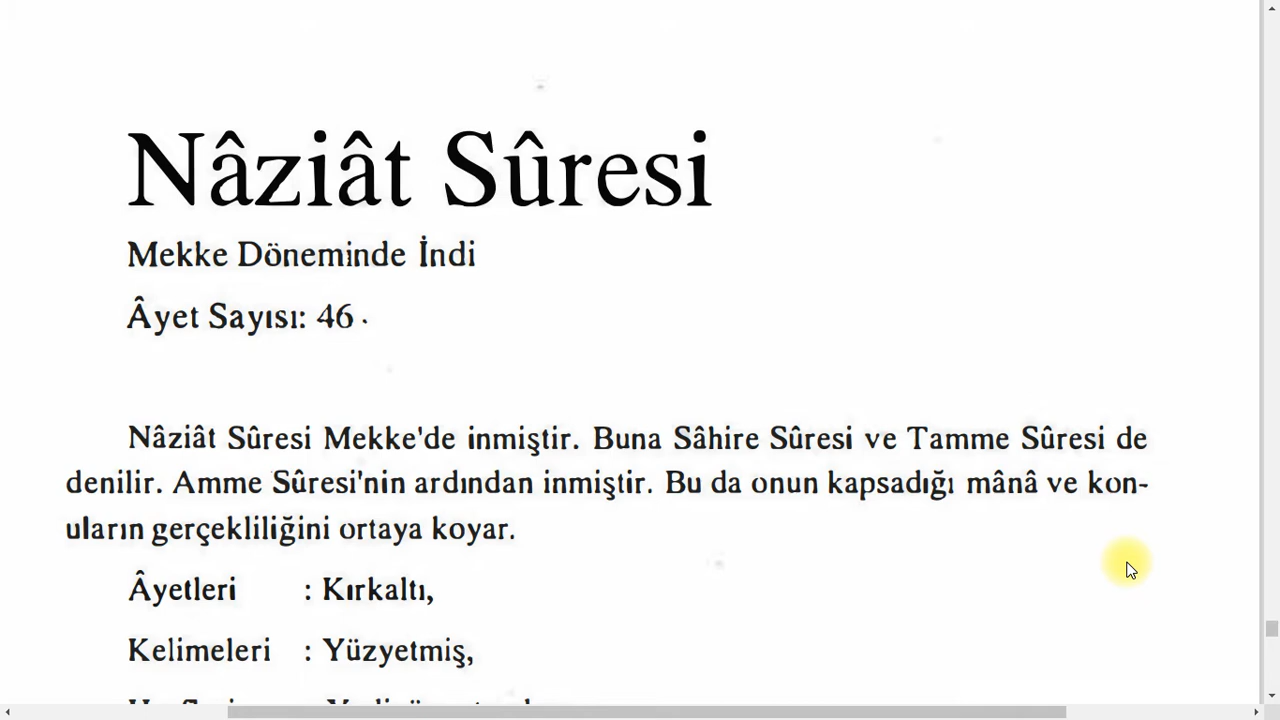 Nâziât Sûresi
Mekke Döneminde İndi
Âyet Sayısı: 46 .
Nâziât Sûresi Mekke'de inmiştir. Buna Sâhire Sûresi ve Tamme Sûresi de
denilir. Amme Sûresi'nin ardından inmiştir. Bu da onun kapsadığı mânâ ve kon-
uların gerçekliliğini ortaya koyar.
Âyetleri : Kırkaltı,
Kelimeleri : Yüzyetmiş,